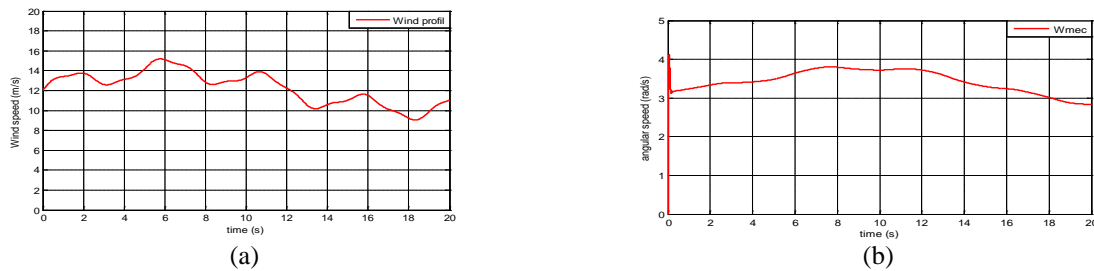 Wind profil
Wind speed (m/s)
20
18
16
14
12
10
8
6
4
2
0
0 2 4 6 8 10 12 14 16 18 20
time (s)
(a)
Wmec
angular speed (rad/s)
5
4
3
2
1
0
0 2 4 6 8 10 12 14 16 18 20
time (s)
(b)